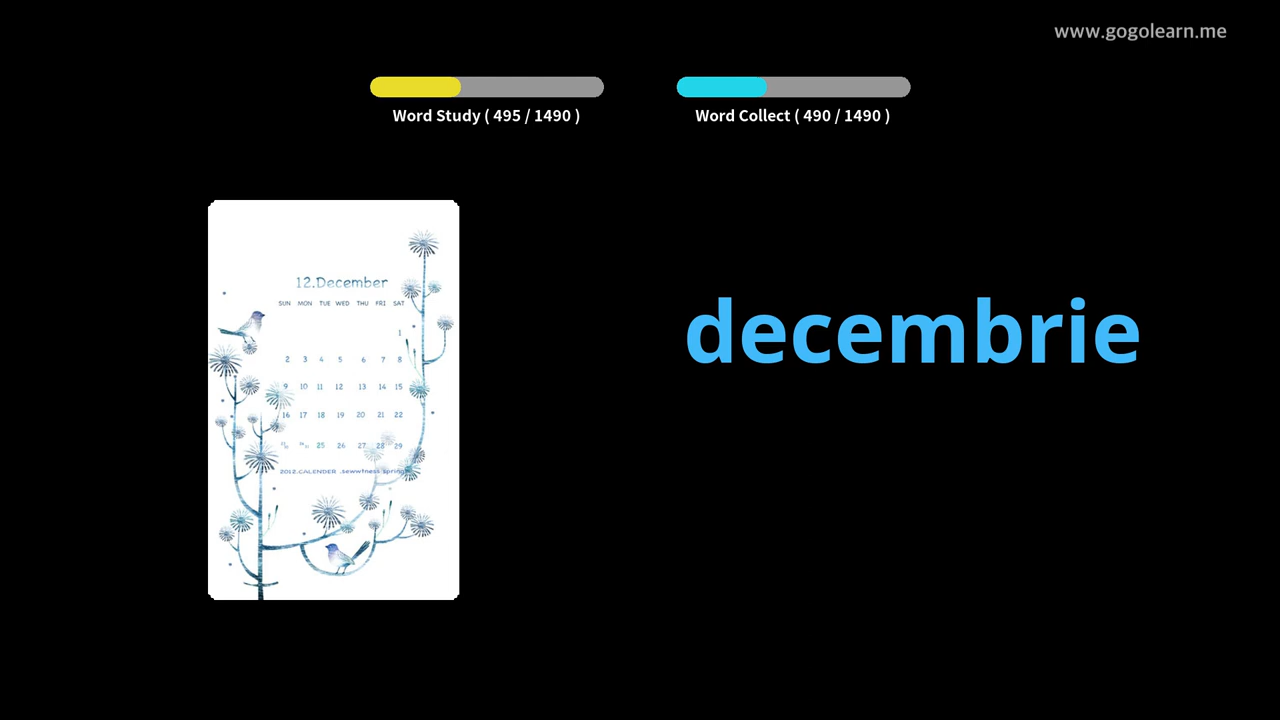 www.gogolearn.me
Word Study ( 495 / 1490 )
Word Collect ( 490 / 1490 )
12.December
SUN MON TUE WED THU FRI SAT
1
2 3 4 5 6 7 8
9 10 11 12 13 14 15
16 17 18 19 20 21 22
25 26 27 28 29
2012.CALENDER .sewwtness spring
decembrie